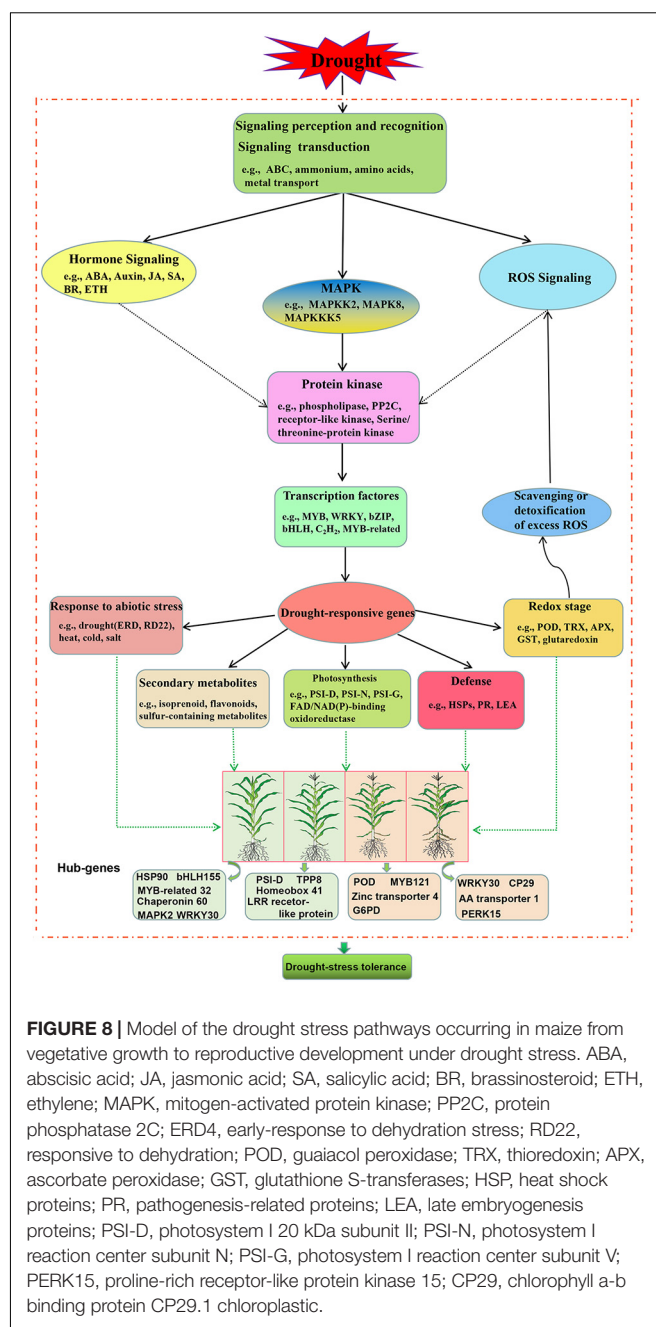 Drought
Signaling perception and recognition
Signaling transduction
e.g., ABC, ammonium, amino acids,
metal transport
Hormone Signaling
e.g., ABA, Auxin, JA, SA,
BR, ETH
MAPK
e.g., MAPKK2, MAPK8,
MAPKKK5
ROS Signaling
Protein kinase
e.g., phospholipase, PP2C,
receptor-like kinase, Serine/
threonine-protein kinase
Transcription factores
e.g., MYB, WRKY, bZIP,
bHLH, C₂H₂, MYB-related
Scavenging or
detoxification
of excess ROS
Response to abiotic stress
e.g., drought(ERD, RD22),
heat, cold, salt
Drought-responsive genes
Redox stage
e.g., POD, TRX, APX,
GST, glutaredoxin
Secondary metabolites
e.g., isoprenoid, flavonoids,
sulfur-containing metabolites
Photosynthesis
e.g., PSI-D, PSI-N, PSI-G,
FAD/NAD(P)-binding
oxidoreductase
Defense
e.g., HSPs, PR, LEA
Hub-genes
HSP90 bHLH155
MYB-related 32
Chaperonin 60
MAPK2 WRKY30
PSI-D TPP8
Homeobox 41
LRR recetor-
like protein
POD MYB121
Zinc transporter 4
G6PD
WRKY30 CP29
AA transporter 1
PERK15
Drought-stress tolerance
FIGURE 8 | Model of the drought stress pathways occurring in maize from
vegetative growth to reproductive development under drought stress. ABA,
abscisic acid; JA, jasmonic acid; SA, salicylic acid; BR, brassinosteroid; ETH,
ethylene; MAPK, mitogen-activated protein kinase; PP2C, protein
phosphatase 2C; ERD4, early-response to dehydration stress; RD22,
responsive to dehydration; POD, guaiacol peroxidase; TRX, thioredoxin; APX,
ascorbate peroxidase; GST, glutathione S-transferases; HSP, heat shock
proteins; PR, pathogenesis-related proteins; LEA, late embryogenesis
proteins; PSI-D, photosystem I 20 kDa subunit II; PSI-N, photosystem I
reaction center subunit N; PSI-G, photosystem I reaction center subunit V;
PERK15, proline-rich receptor-like protein kinase 15; CP29, chlorophyll a-b
binding protein CP29.1 chloroplastic.